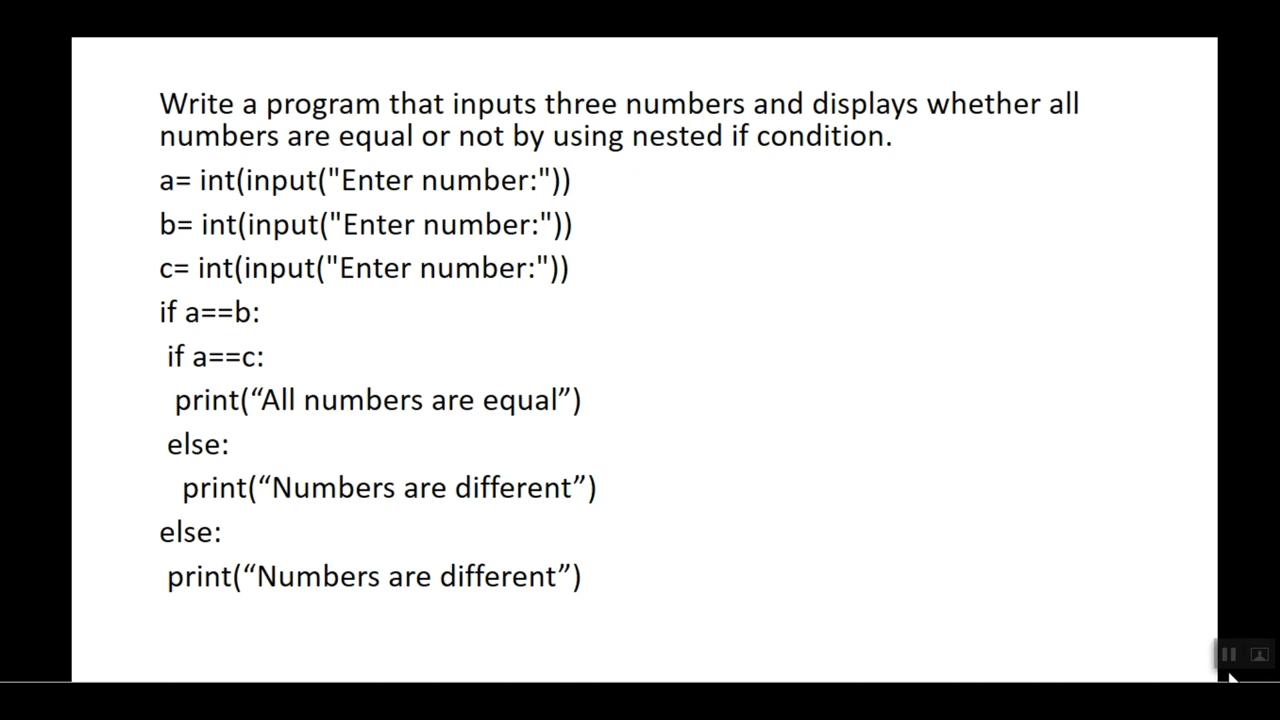 Write a program that inputs three numbers and displays whether all
numbers are equal or not by using nested if condition.
a= int(input("Enter number:"))
b= int(input("Enter number:"))
c= int(input("Enter number:"))
if a==b:
 if a==c:
  print(“All numbers are equal”)
 else:
   print(“Numbers are different”)
else:
 print(“Numbers are different”)